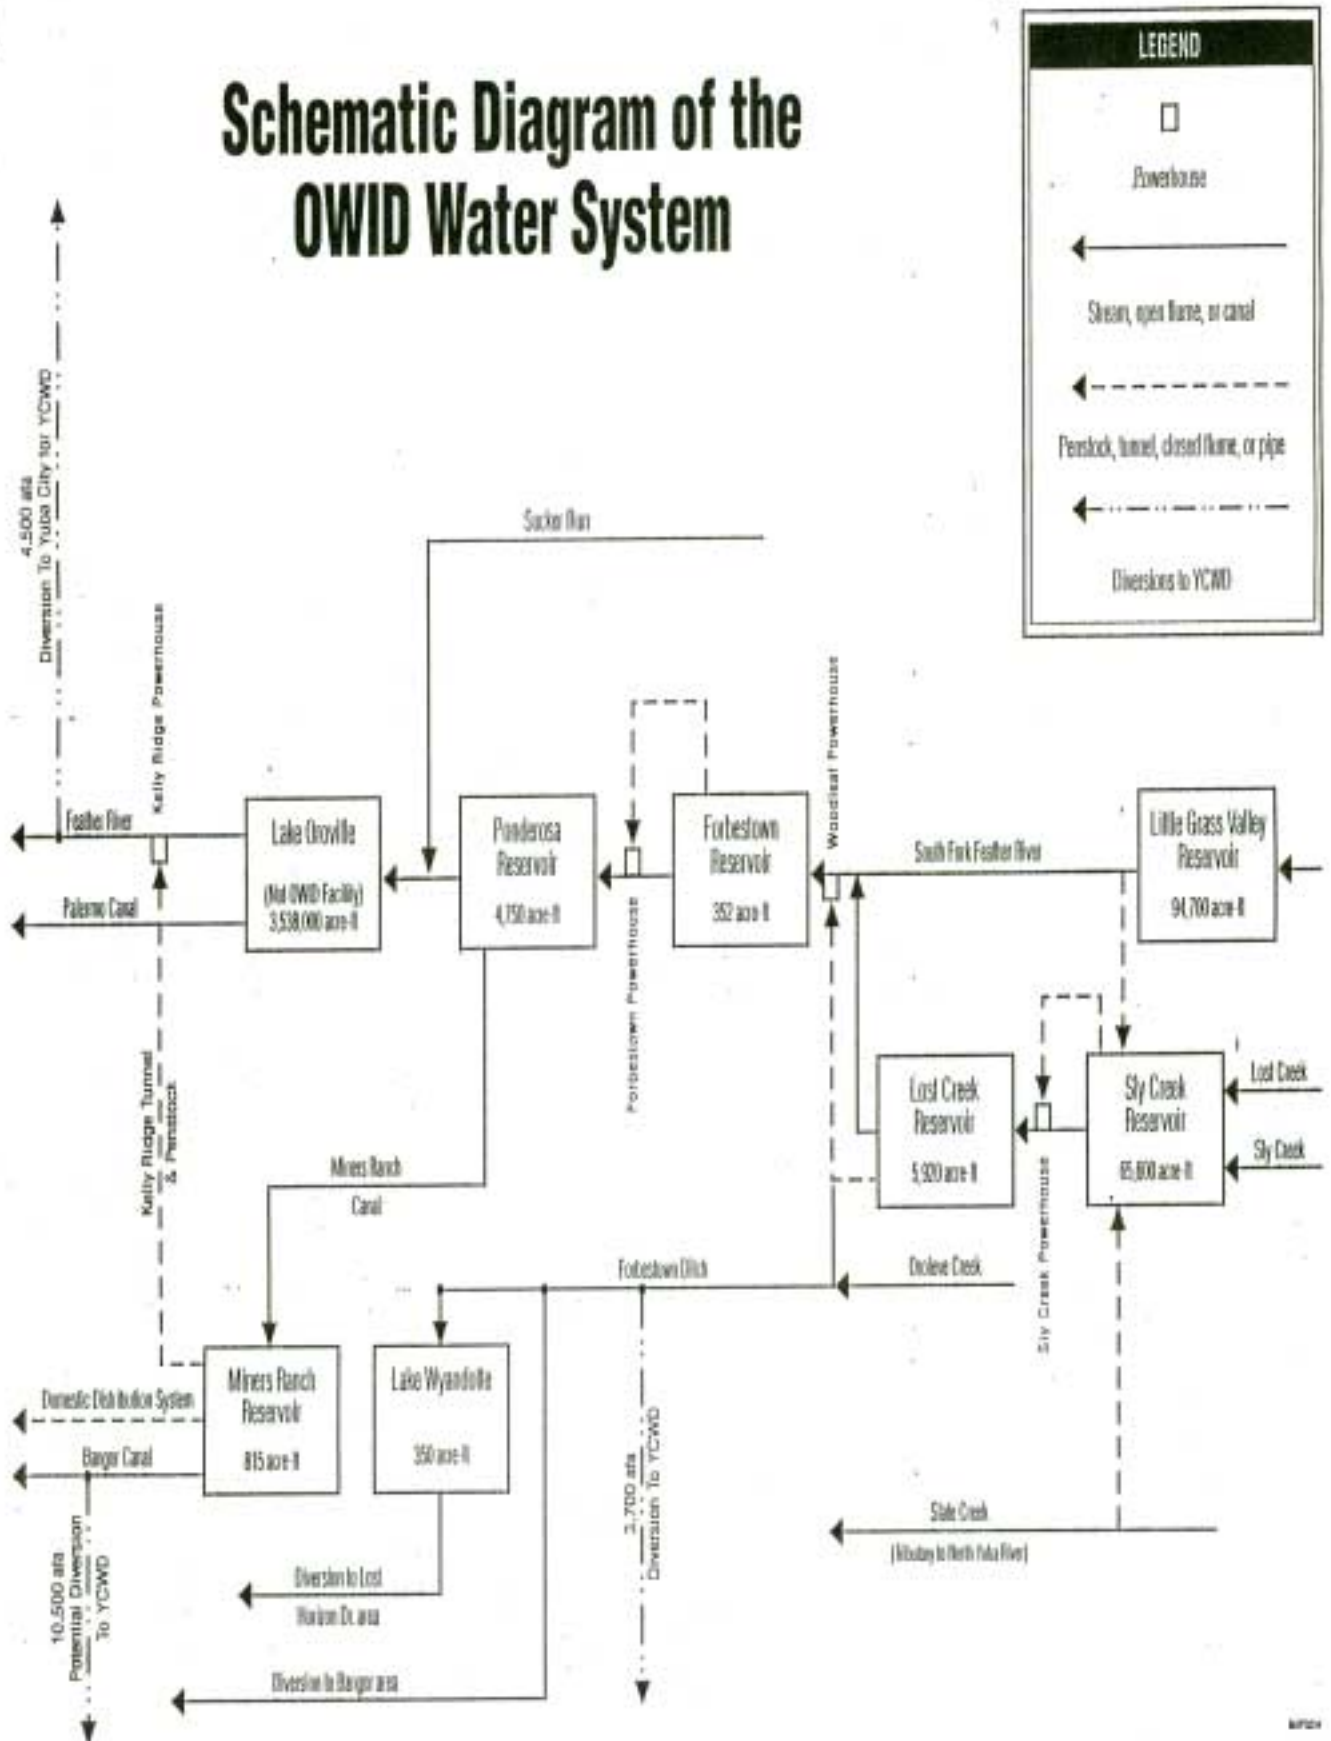 Schematic Diagram of the
OWID Water System
LEGEND
Powerhouse
Stream, open flume, or canal
Penstock, tunnel, closed flume, or pipe
Diversions to YCWD
4,500 afa
Diversion To Yuba City for YCWD
Kelly Ridge Powerhouse
Sucker Run
Woodleaf Powerhouse
Feather River
Palermo Canal
Lake Oroville
(Not OWID Facility)
3,538,000 acre-ft
Ponderosa
Reservoir
4,750 acre-ft
Forbestown
Reservoir
352 acre-ft
South Fork Feather River
Little Grass Valley
Reservoir
94,700 acre-ft
Forbestown Powerhouse
Kelly Ridge Tunnel
& Penstock
Lost Creek
Reservoir
5,920 acre-ft
Sly Creek
Reservoir
65,600 acre-ft
Lost Creek
Sly Creek
Sly Creek Powerhouse
Miners Ranch
Canal
Forbestown Ditch
Oroleve Creek
Miners Ranch
Reservoir
815 acre-ft
Lake Wyandotte
350 acre-ft
Domestic Distribution System
Bangor Canal
10,500 afa
Potential Diversion
To YCWD
Diversion to Lost
Horizon Dr. area
Diversion to Bangor area
3,700 afa
Diversion To YCWD
Slate Creek
(Tributary to North Yuba River)